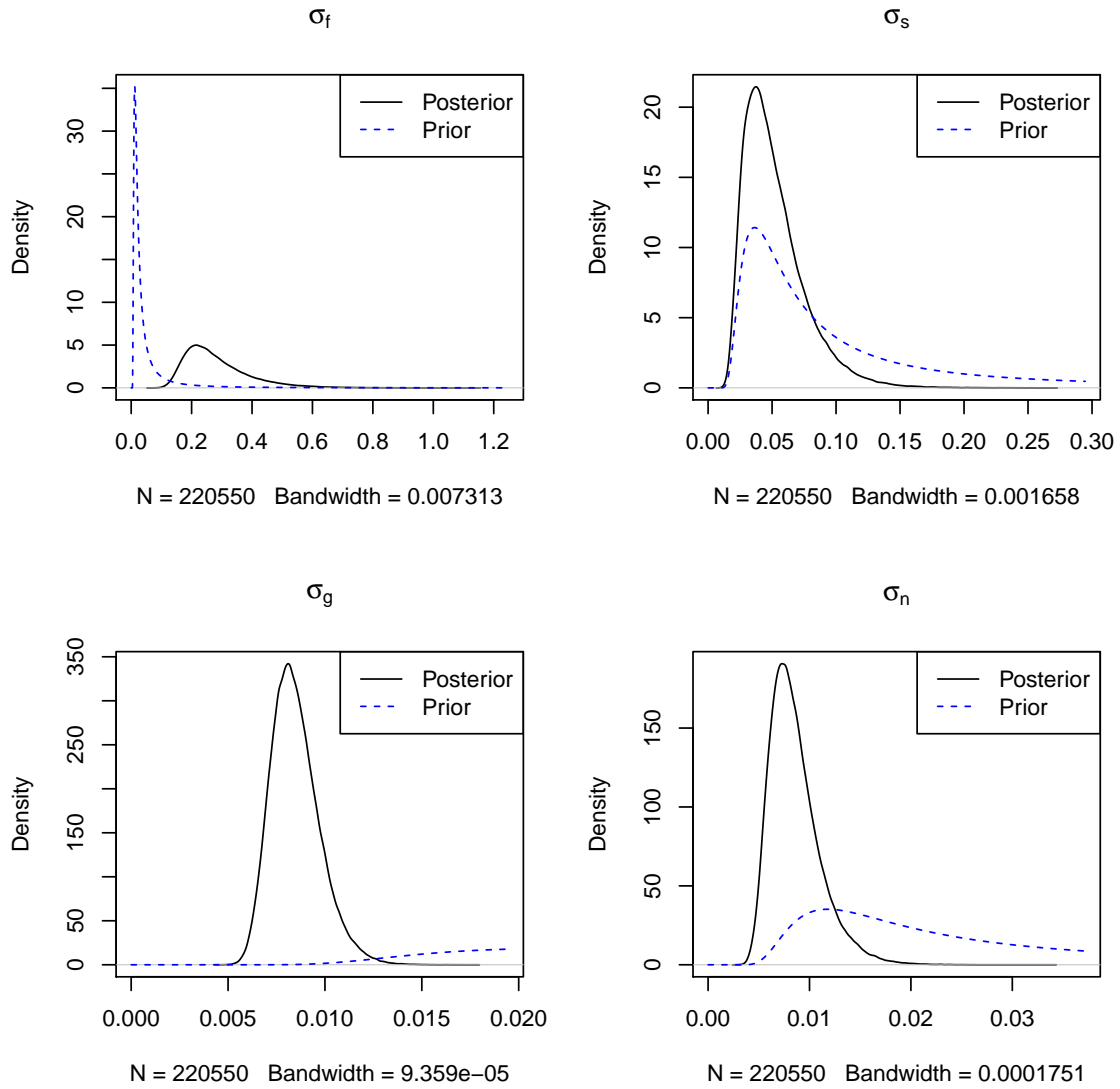 σf
Density
0 5 10 20 30
0.0 0.2 0.4 0.6 0.8 1.0 1.2
Posterior
Prior
N = 220550 Bandwidth = 0.007313
σs
Density
0 5 10 15 20
0.00 0.05 0.10 0.15 0.20 0.25 0.30
Posterior
Prior
N = 220550 Bandwidth = 0.001658
σg
Density
0 50 150 250 350
0.000 0.005 0.010 0.015 0.020
Posterior
Prior
N = 220550 Bandwidth = 9.359e−05
σn
Density
0 50 100 150
0.00 0.01 0.02 0.03
Posterior
Prior
N = 220550 Bandwidth = 0.0001751